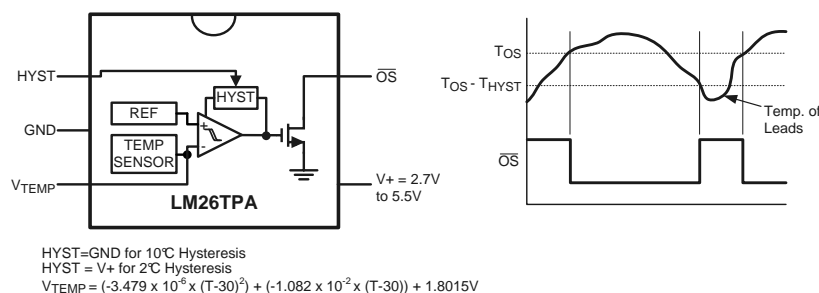 HYST
GND
VTEMP
REF
TEMP
SENSOR
HYST
+
-
LM26TPA
OS
V+ = 2.7V
to 5.5V
TOS
TOS - THYST
Temp. of
Leads
OS
HYST=GND for 10°C Hysteresis
HYST = V+ for 2°C Hysteresis
VTEMP = (-3.479 x 10⁻⁶ x (T-30)²) + (-1.082 x 10⁻² x (T-30)) + 1.8015V